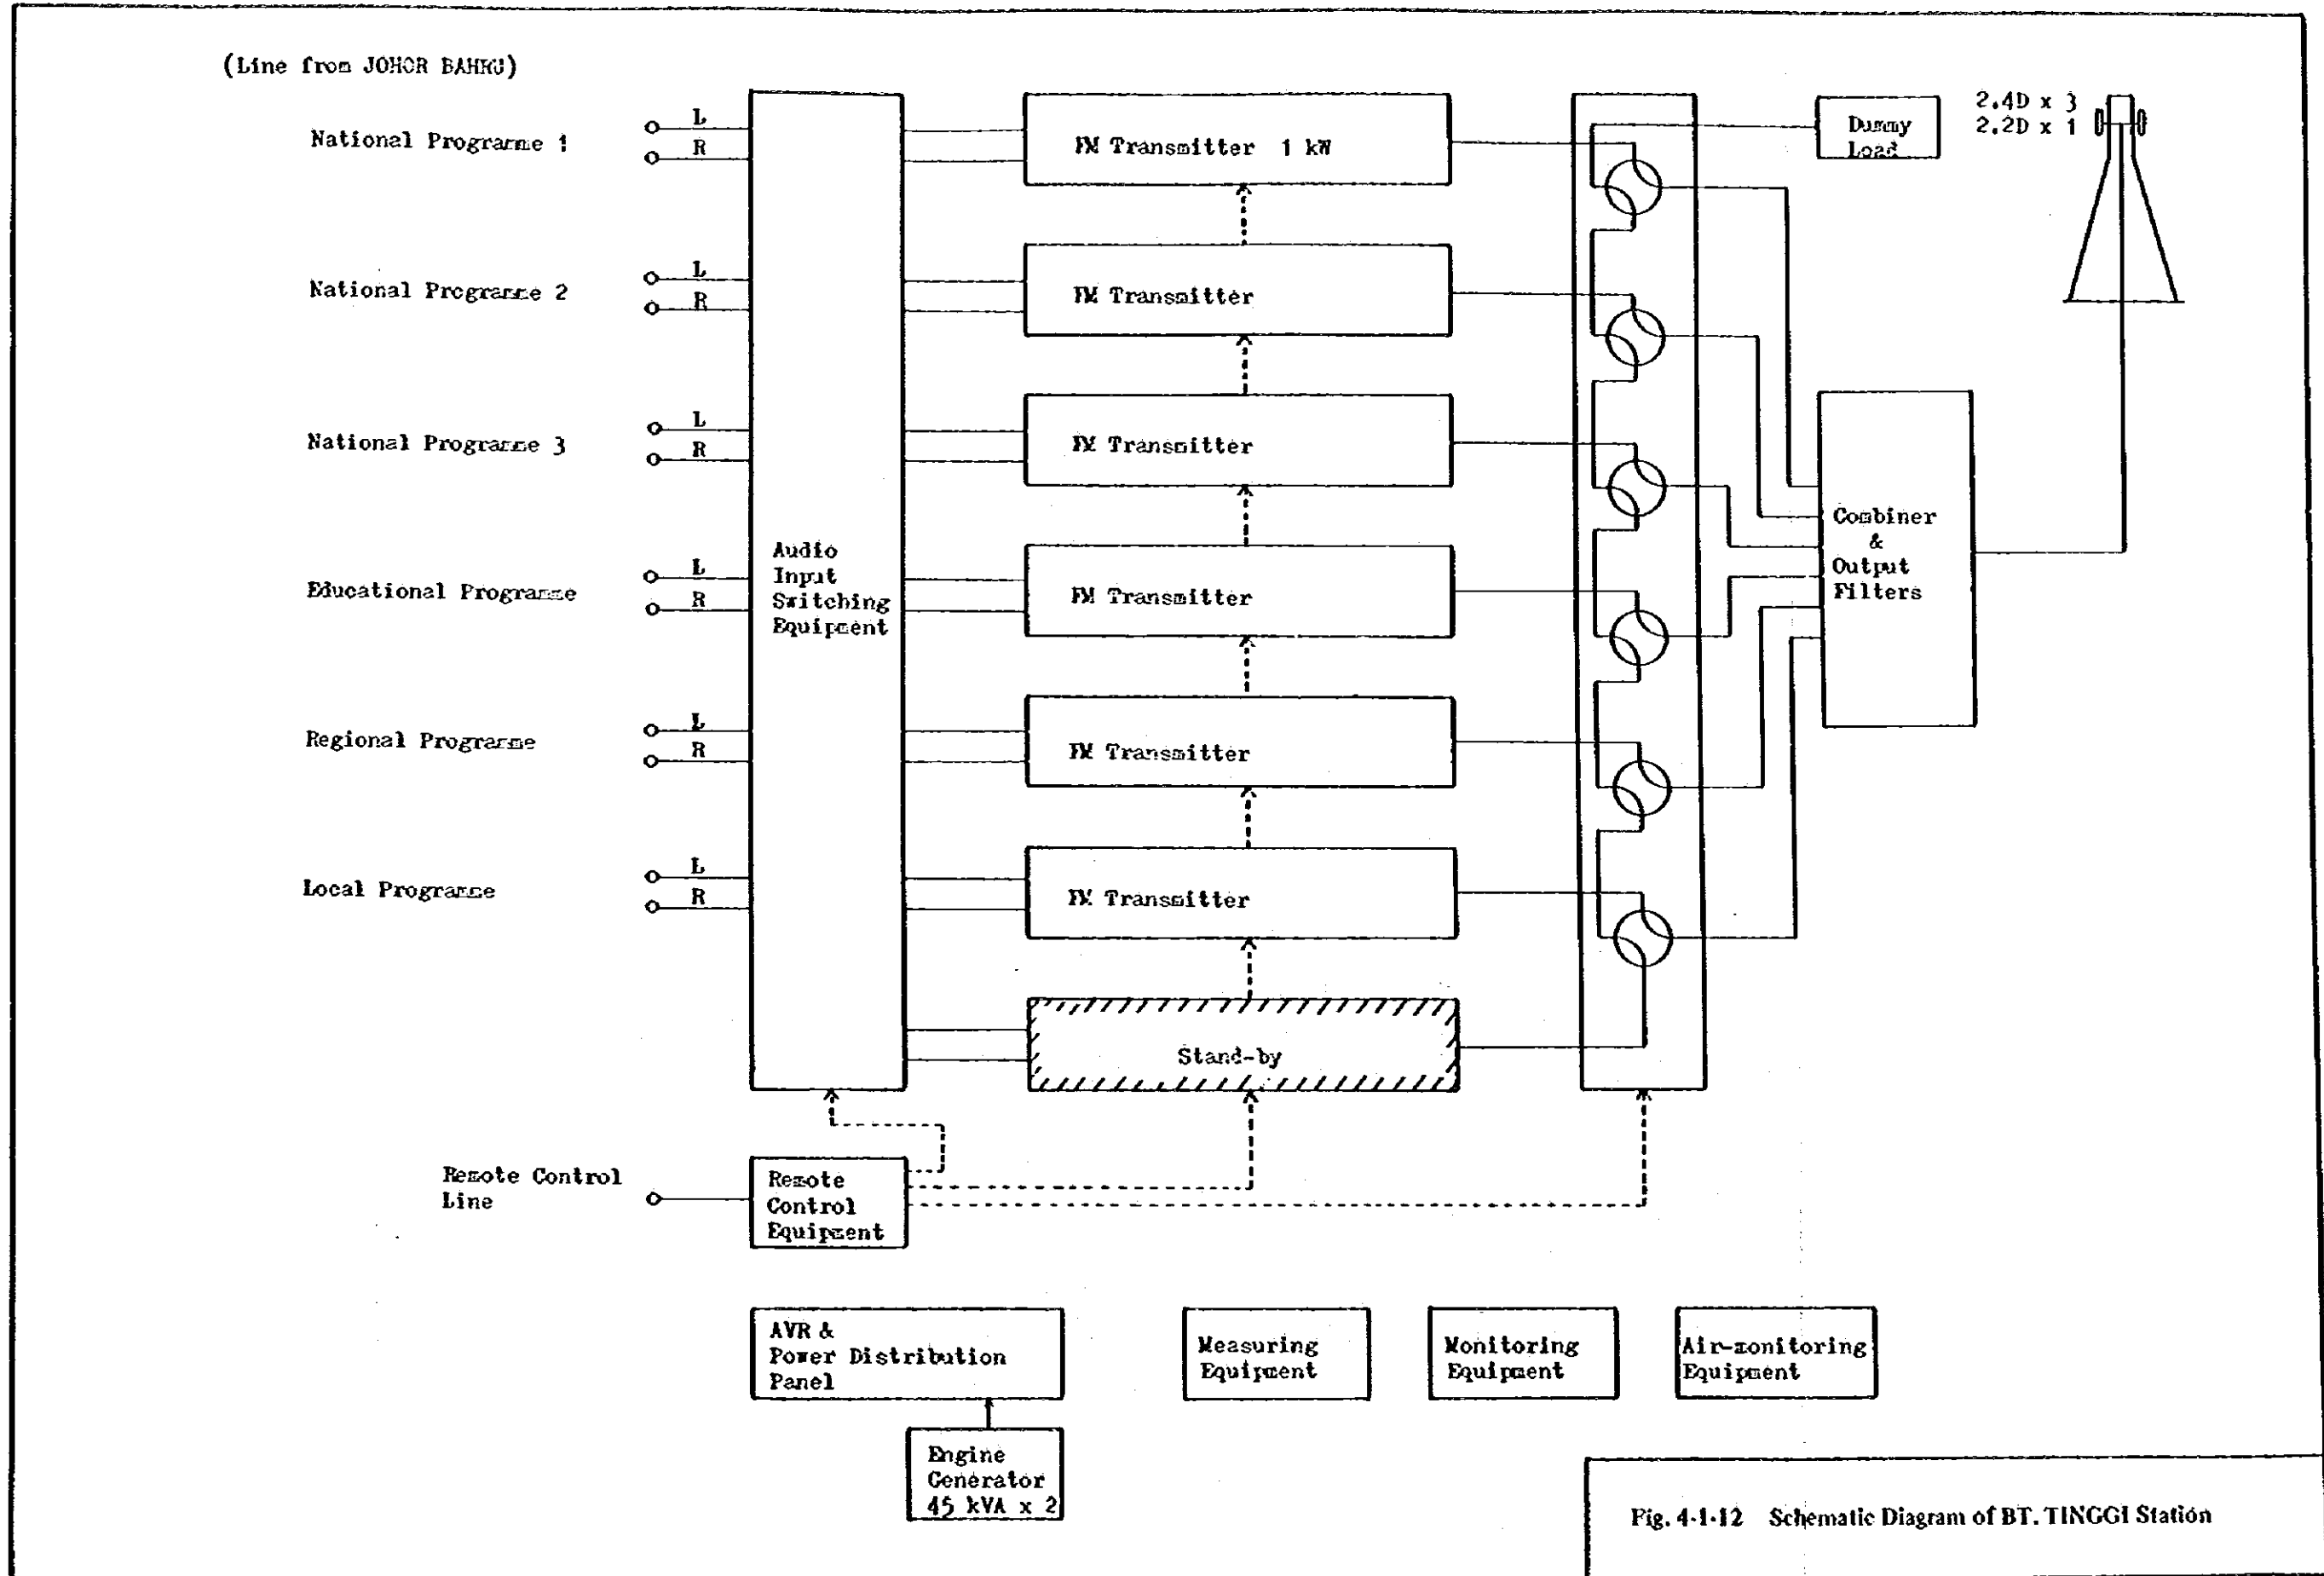 (Line from JOHOR BAHRU)
National Programme 1
L
R
FM Transmitter 1 kW
Dummy
Load
2.4D x 3
2.2D x 1
National Programme 2
L
R
FM Transmitter
National Programme 3
L
R
FM Transmitter
Audio
Input
Switching
Equipment
Combiner
&
Output
Filters
Educational Programme
L
R
FM Transmitter
Regional Programme
L
R
FM Transmitter
Local Programme
L
R
FM Transmitter
Stand-by
Remote Control
Line
Remote
Control
Equipment
AVR &
Power Distribution
Panel
Measuring
Equipment
Monitoring
Equipment
Air-monitoring
Equipment
Engine
Generator
45 kVA x 2
Fig. 4-1-12 Schematic Diagram of BT. TINGGI Station